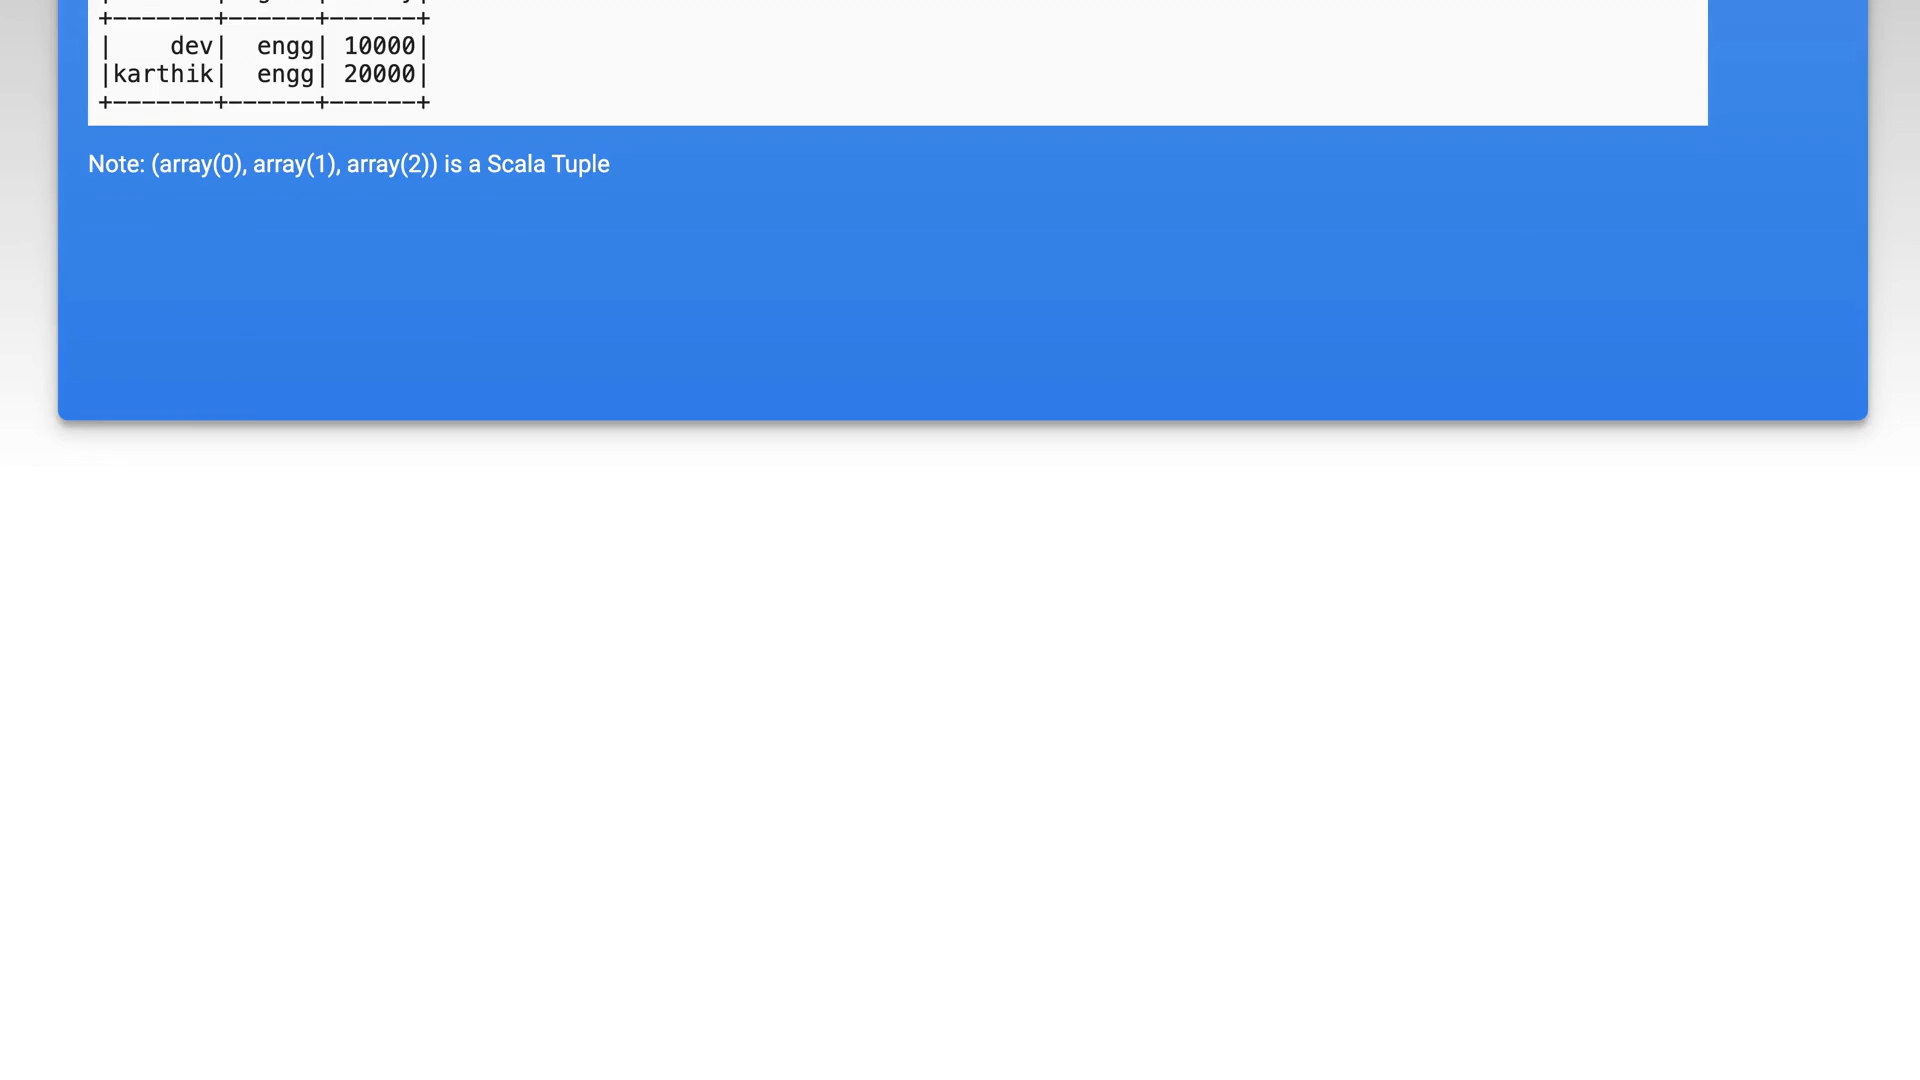 +-------+------+------+
|    dev|  engg| 10000|
|karthik|  engg| 20000|
+-------+------+------+
Note: (array(0), array(1), array(2)) is a Scala Tuple